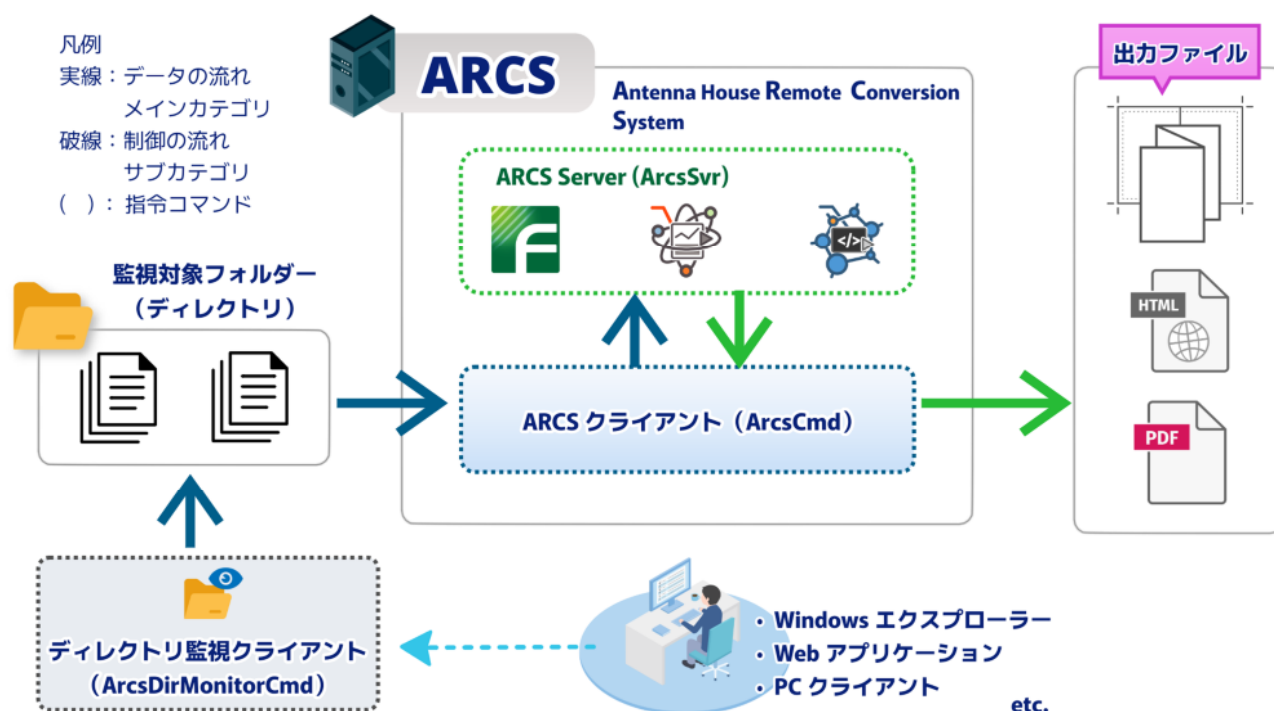 凡例
実線：データの流れ
メインカテゴリ
破線：制御の流れ
サブカテゴリ
(　)：指令コマンド
ARCS
Antenna House Remote Conversion
System
出力ファイル
ARCS Server (ArcsSvr)
</>
監視対象フォルダー
（ディレクトリ）
HTML
ARCS クライアント（ArcsCmd）
PDF
ディレクトリ監視クライアント
（ArcsDirMonitorCmd）
・Windows エクスプローラー
・Web アプリケーション
・PC クライアント
etc.